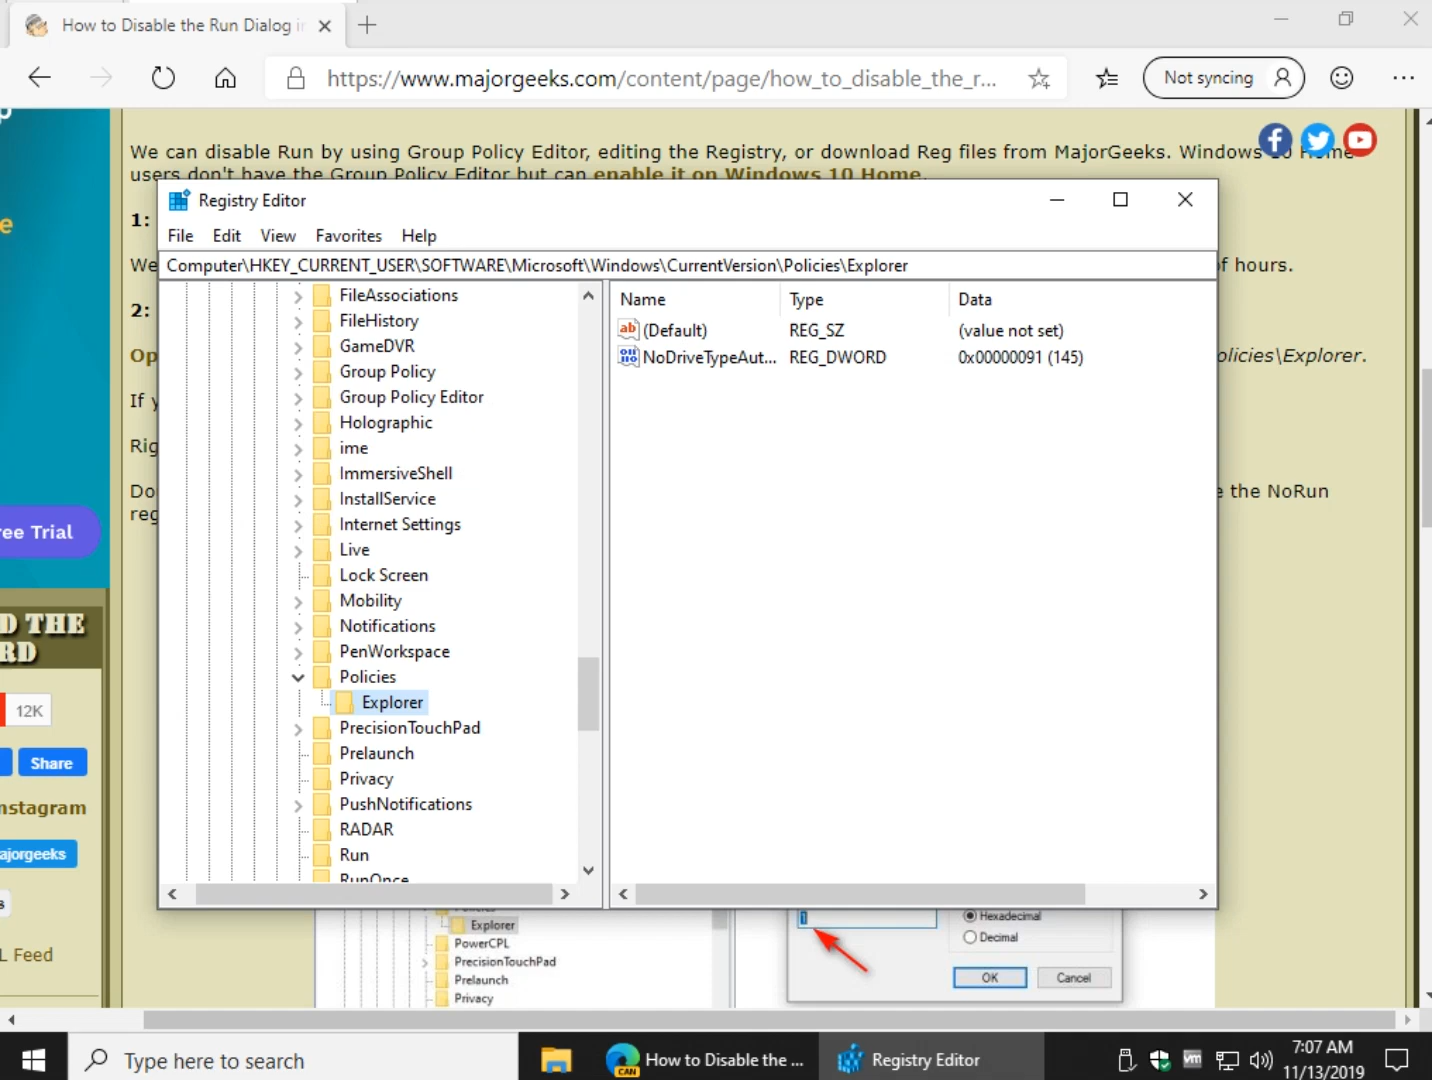 How to Disable the Run Dialog i
https://www.majorgeeks.com/content/page/how_to_disable_the_r...
Not syncing
We can disable Run by using Group Policy Editor, editing the Registry, or download Reg files from MajorGeeks. Windows
users don't have the Group Policy Editor but can enable it on Windows 10 Home.
Registry Editor
File Edit View Favorites Help
Computer\HKEY_CURRENT_USER\SOFTWARE\Microsoft\Windows\CurrentVersion\Policies\Explorer
1:
We
f hours.
2:
Op
olicies\Explorer.
If y
Rig
Do
e the NoRun
reg
FileAssociations
FileHistory
GameDVR
Group Policy
Group Policy Editor
Holographic
ime
ImmersiveShell
InstallService
Internet Settings
Live
Lock Screen
Mobility
Notifications
PenWorkspace
Policies
Explorer
PrecisionTouchPad
Prelaunch
Privacy
PushNotifications
RADAR
Run
RunOnce
Name Type Data
(Default) REG_SZ (value not set)
NoDriveTypeAut... REG_DWORD 0x00000091 (145)
e
ree Trial
D THE
RD
12K
Share
nstagram
ajorgeeks
s
L Feed
Explorer
PowerCPL
PrecisionTouchPad
Prelaunch
Privacy
1
Hexadecimal
Decimal
OK Cancel
Type here to search
CAN
How to Disable the ...
Registry Editor
vm
7:07 AM
11/13/2019